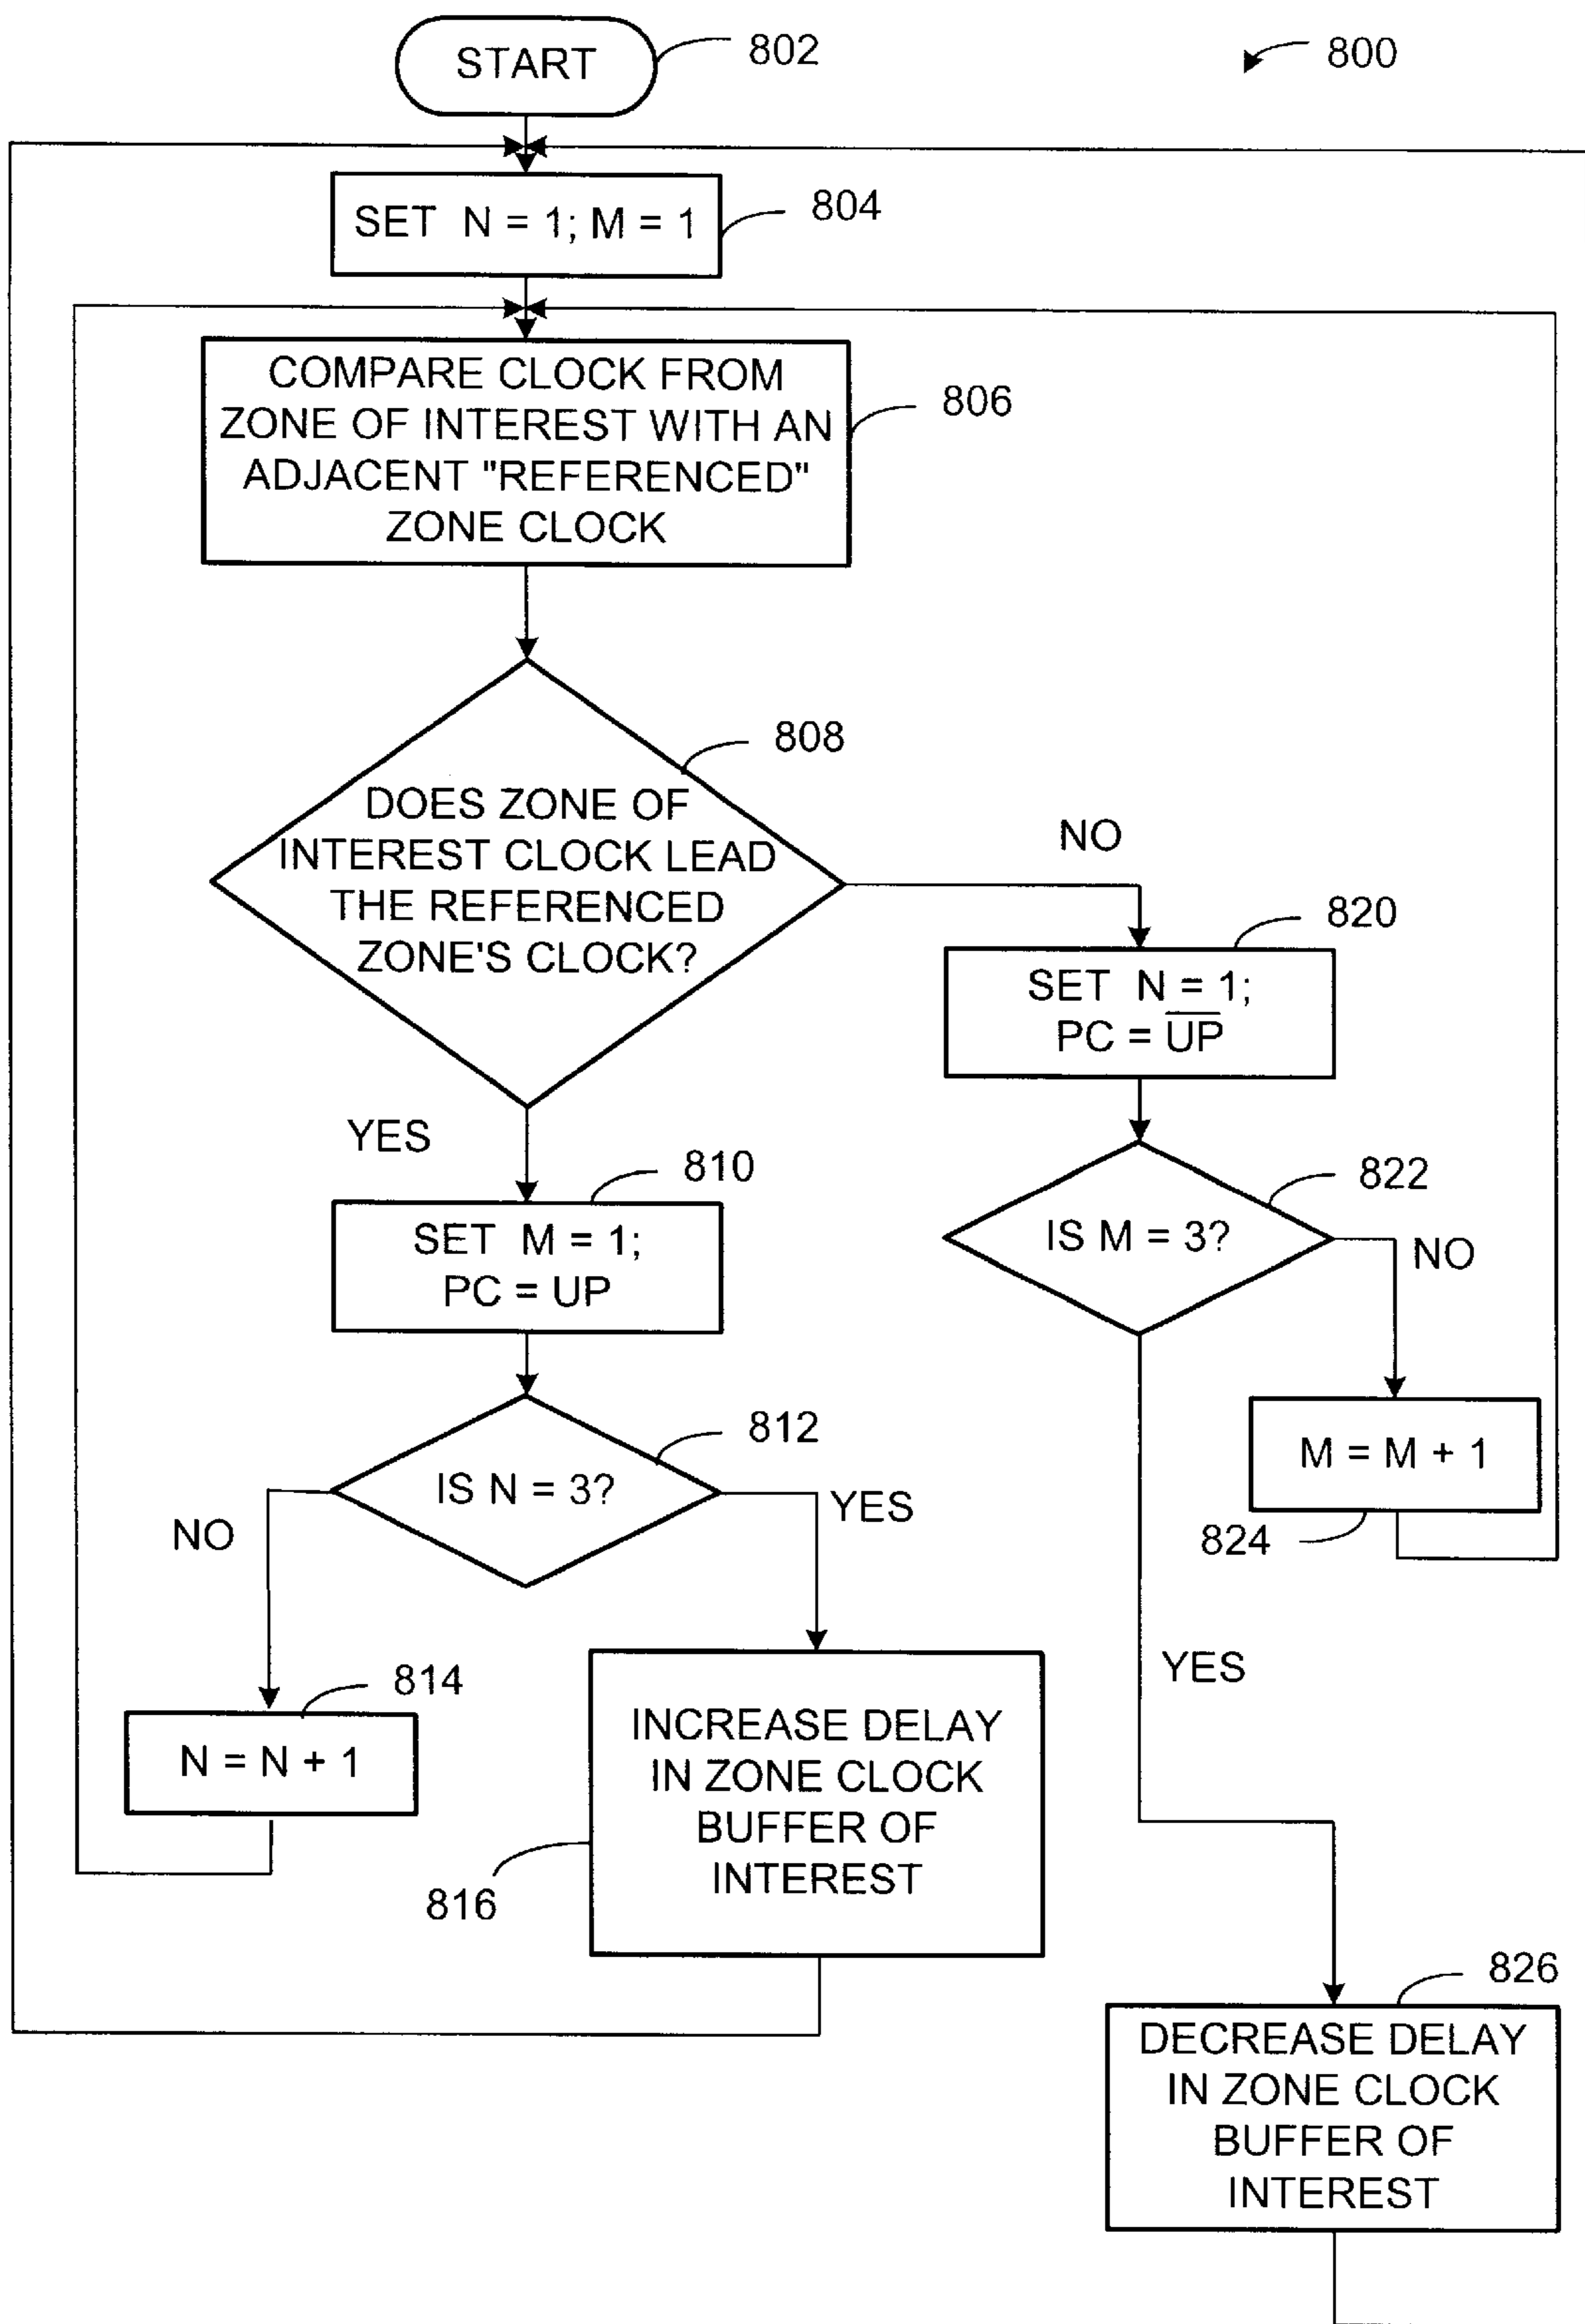 START
802
800
SET N = 1; M = 1
804
COMPARE CLOCK FROM
ZONE OF INTEREST WITH AN
ADJACENT "REFERENCED"
ZONE CLOCK
806
808
DOES ZONE OF
INTEREST CLOCK LEAD
THE REFERENCED
ZONE'S CLOCK?
NO
820
SET N = 1;
PC = U̅P̅
YES
810
SET M = 1;
PC = UP
822
IS M = 3?
NO
812
IS N = 3?
YES
NO
M = M + 1
824
814
N = N + 1
YES
INCREASE DELAY
IN ZONE CLOCK
BUFFER OF
INTEREST
816
826
DECREASE DELAY
IN ZONE CLOCK
BUFFER OF
INTEREST